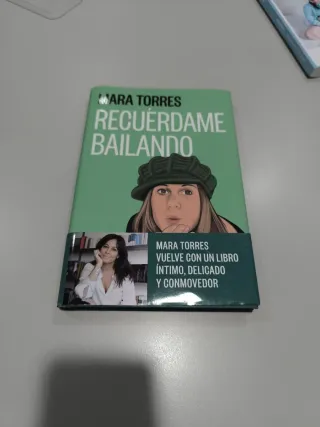 MARA TORRES
RECUÉRDAME
BAILANDO
MARA TORRES
VUELVE CON UN LIBRO
ÍNTIMO, DELICADO
Y CONMOVEDOR